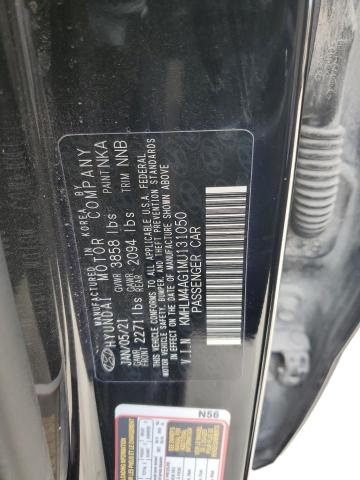 MANUFACTURED IN KOREA BY
HYUNDAI MOTOR COMPANY
JAN/05/21 GVWR 3858 lbs PAINT NKA
FRONT 2277 lbs GAWR REAR 2094 lbs TRIM NNB
THIS VEHICLE CONFORMS TO ALL APPLICABLE U.S.A. FEDERAL
MOTOR VEHICLE SAFETY, BUMPER, AND THEFT PREVENTION STANDARDS
IN EFFECT ON THE DATE OF MANUFACTURE SHOWN ABOVE.
V.I.N KMHLM4AG1MU131050
PASSENGER CAR
N56